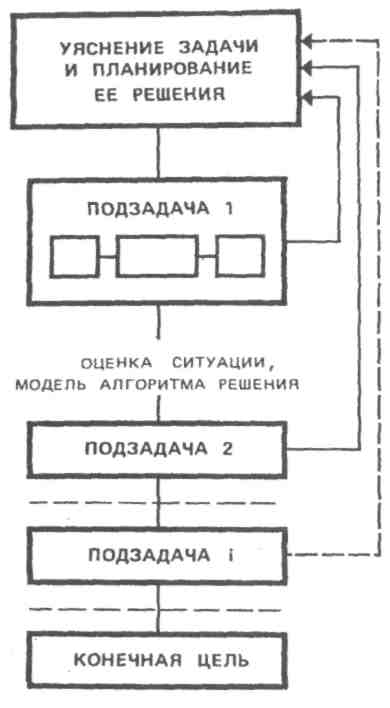 УЯСНЕНИЕ ЗАДАЧИ
И ПЛАНИРОВАНИЕ
ЕЕ РЕШЕНИЯ
ПОДЗАДАЧА 1
ОЦЕНКА СИТУАЦИИ,
МОДЕЛЬ АЛГОРИТМА РЕШЕНИЯ
ПОДЗАДАЧА 2
ПОДЗАДАЧА i
КОНЕЧНАЯ ЦЕЛЬ